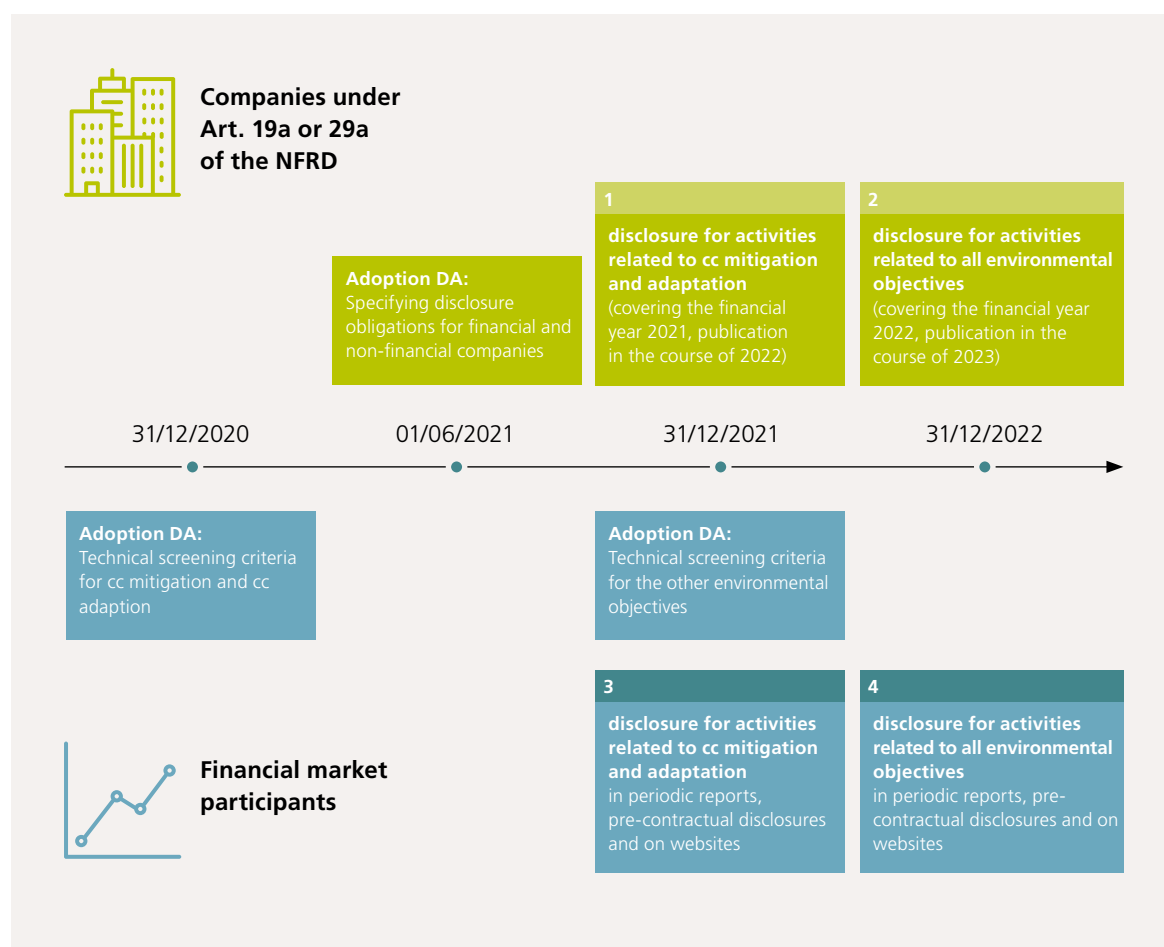 Companies under
Art. 19a or 29a
of the NFRD
1
disclosure for activities
related to cc mitigation
and adaptation
(covering the financial
year 2021, publication
in the course of 2022)
2
disclosure for activities
related to all environmental
objectives
(covering the financial year
2022, publication in the
course of 2023)
Adoption DA:
Specifying disclosure
obligations for financial and
non-financial companies
31/12/2020
01/06/2021
31/12/2021
31/12/2022
Adoption DA:
Technical screening criteria
for cc mitigation and cc
adaption
Adoption DA:
Technical screening criteria
for the other environmental
objectives
Financial market
participants
3
disclosure for activities
related to cc mitigation
and adaptation
in periodic reports,
pre-contractual disclosures
and on websites
4
disclosure for activities
related to all environmental
objectives
in periodic reports, pre-
contractual disclosures and on
websites